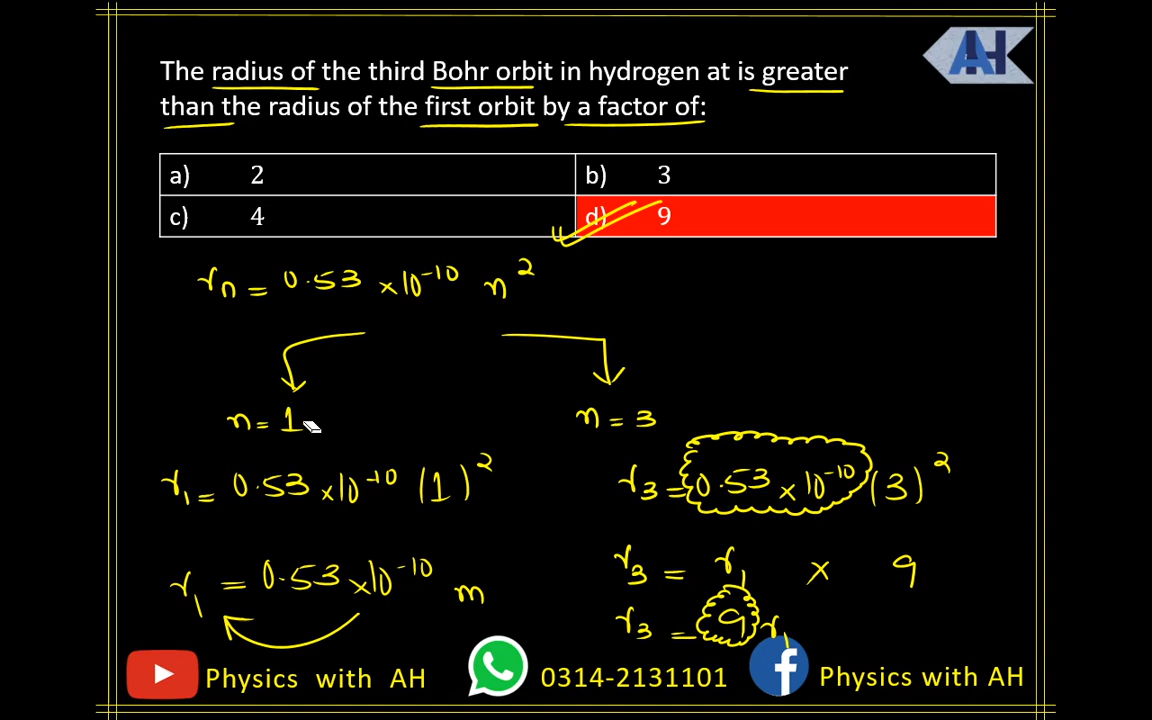 AH
The radius of the third Bohr orbit in hydrogen at is greater
than the radius of the first orbit by a factor of:
a) 2 b) 3
c) 4 d) 9
rn = 0.53 ×10⁻¹⁰ n²
n = 1 n = 3
r₁ = 0.53 ×10⁻¹⁰ (1)² r₃ = 0.53 ×10⁻¹⁰ (3)²
r₁ = 0.53 ×10⁻¹⁰ m r₃ = r₁ × 9
r₃ = 9 r₁
Physics with AH 0314-2131101 Physics with AH